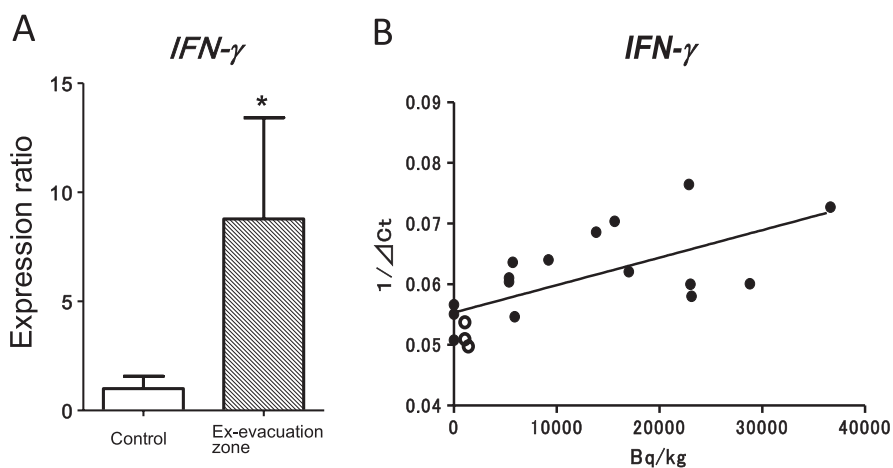 A
IFN-γ
15
10
5
0
Expression ratio
*
Control
Ex-evacuation
zone
B
IFN-γ
0.09
0.08
0.07
0.06
0.05
0.04
1/⊿Ct
0
10000
20000
30000
40000
Bq/kg